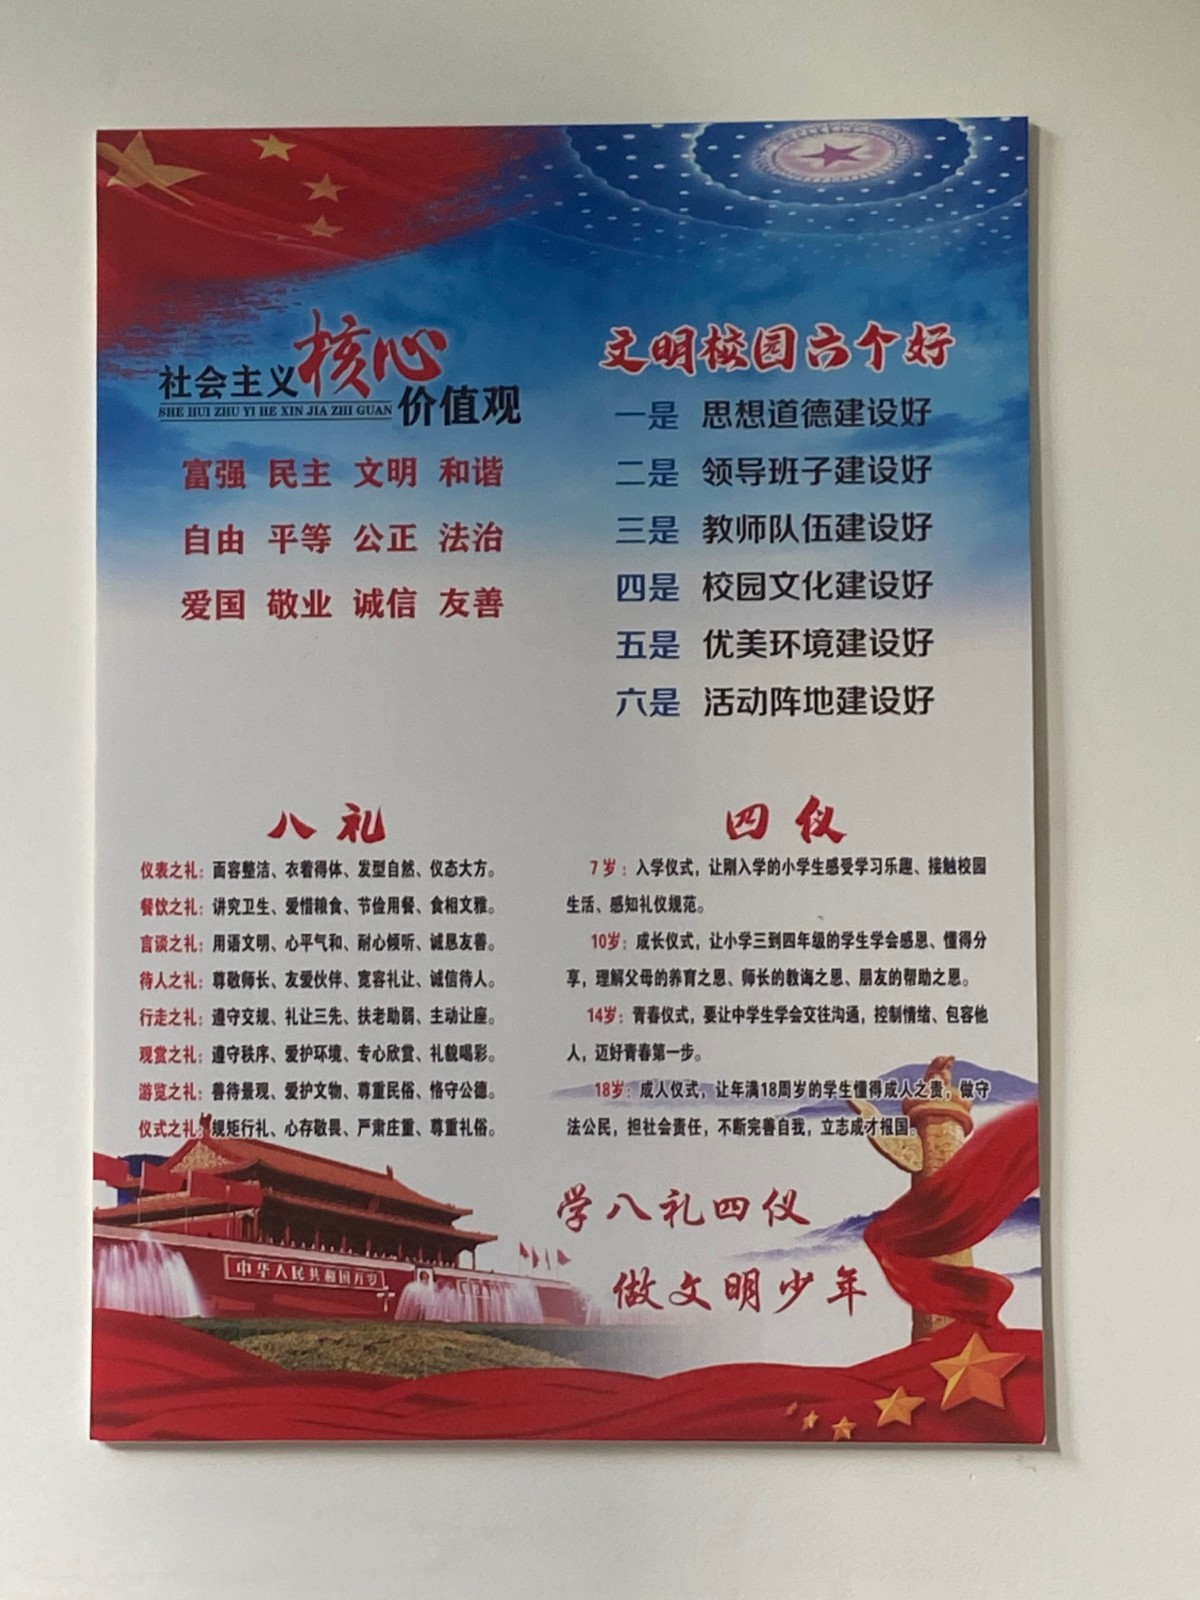 社会主义核心价值观
SHE HUI ZHU YI HE XIN JIA ZHI GUAN
富强 民主 文明 和谐
自由 平等 公正 法治
爱国 敬业 诚信 友善
文明校园六个好
一是 思想道德建设好
二是 领导班子建设好
三是 教师队伍建设好
四是 校园文化建设好
五是 优美环境建设好
六是 活动阵地建设好
八礼
仪表之礼：面容整洁、衣着得体、发型自然、仪态大方。
餐饮之礼：讲究卫生、爱惜粮食、节俭用餐、食相文雅。
言谈之礼：用语文明、心平气和、耐心倾听、诚恳友善。
待人之礼：尊敬师长、友爱伙伴、宽容礼让、诚信待人。
行走之礼：遵守交规、礼让三先、扶老助弱、主动让座。
观赏之礼：遵守秩序、爱护环境、专心欣赏、礼貌喝彩。
游览之礼：善待景观、爱护文物、尊重民俗、恪守公德。
仪式之礼：规矩行礼、心存敬畏、严肃庄重、尊重礼俗。
四仪
7岁：入学仪式，让刚入学的小学生感受学习乐趣、接触校园
生活、感知礼仪规范。
10岁：成长仪式，让小学三到四年级的学生学会感恩、懂得分
享，理解父母的养育之恩、师长的教诲之恩、朋友的帮助之恩。
14岁：青春仪式，要让中学生学会交往沟通，控制情绪、包容他
人，迈好青春第一步。
18岁：成人仪式，让年满18周岁的学生懂得成人之责，做守
法公民，担社会责任，不断完善自我，立志成才报国。
学八礼四仪
做文明少年
中华人民共和国万岁